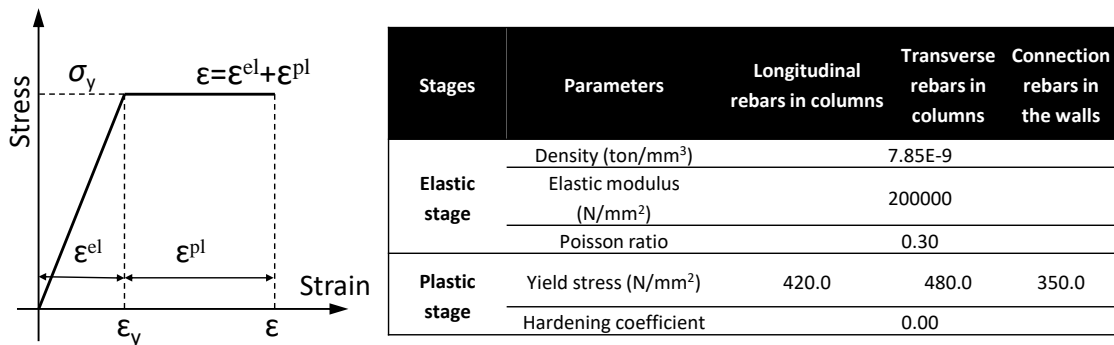 Stress
σy
ε=εel+εpl
εel
εpl
Strain
εy
ε
Stages Parameters Longitudinal rebars in columns Transverse rebars in columns Connection rebars in the walls
Elastic stage
Density (ton/mm3) 7.85E-9
Elastic modulus (N/mm2) 200000
Poisson ratio 0.30
Plastic stage
Yield stress (N/mm2) 420.0 480.0 350.0
Hardening coefficient 0.00